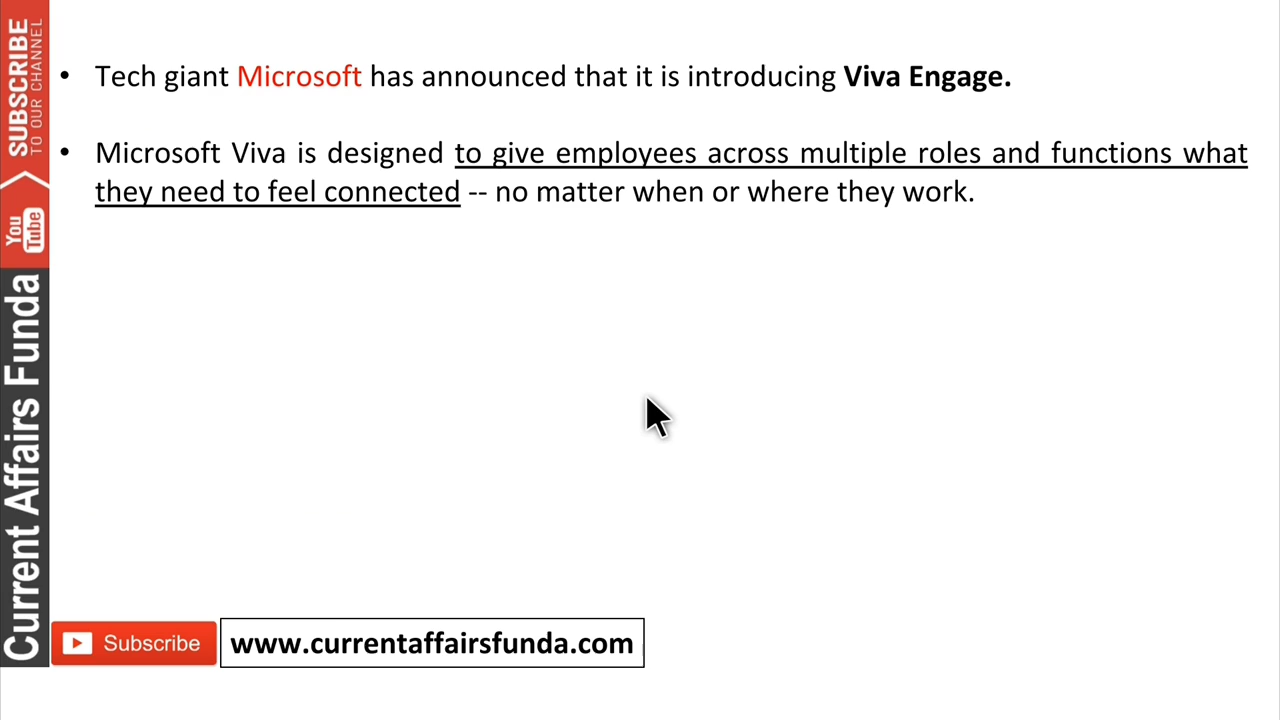 SUBSCRIBE
TO OUR CHANNEL
You
Tube
Current Affairs Funda
• Tech giant Microsoft has announced that it is introducing Viva Engage.
• Microsoft Viva is designed to give employees across multiple roles and functions what
they need to feel connected -- no matter when or where they work.
Subscribe
www.currentaffairsfunda.com